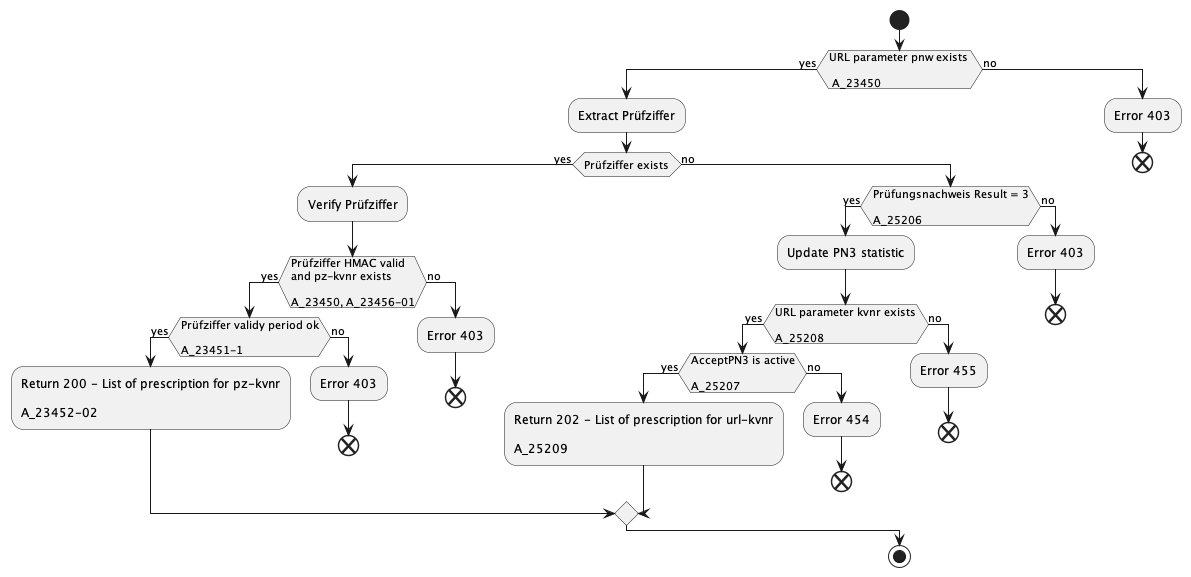 URL parameter pnw exists
A_23450
yes
no
Extract Prüfziffer
Error 403
Prüfziffer exists
yes
no
Verify Prüfziffer
Prüfungsnachweis Result = 3
A_25206
yes
no
Update PN3 statistic
Error 403
Prüfziffer HMAC valid
and pz-kvnr exists
A_23450, A_23456-01
yes
no
Error 403
URL parameter kvnr exists
A_25208
yes
no
Prüfziffer validy period ok
A_23451-1
yes
no
Error 455
AcceptPN3 is active
A_25207
yes
no
Return 200 - List of prescription for pz-kvnr
A_23452-02
Error 403
Return 202 - List of prescription for url-kvnr
A_25209
Error 454